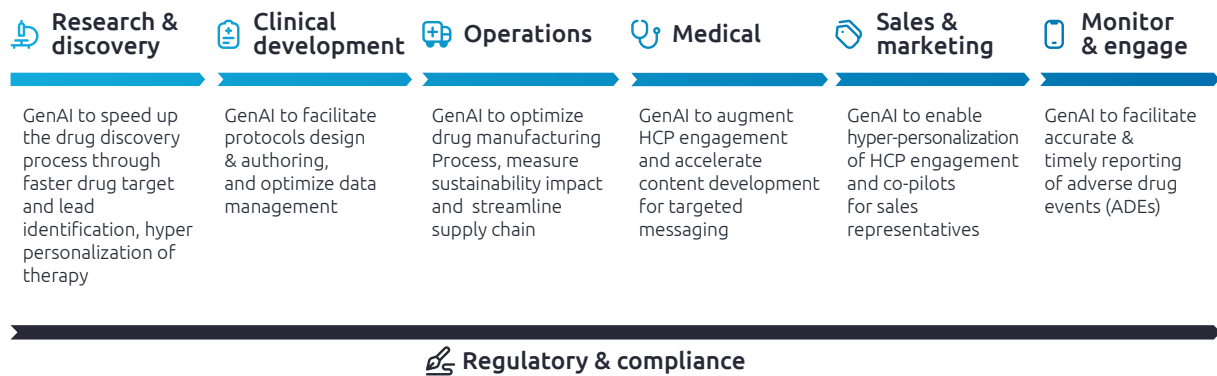 Research &
discovery
GenAI to speed up
the drug discovery
process through
faster drug target
and lead
identification, hyper
personalization of
therapy
Clinical
development
GenAI to facilitate
protocols design
& authoring,
and optimize data
management
Operations
GenAI to optimize
drug manufacturing
Process, measure
sustainability impact
and streamline
supply chain
Medical
GenAI to augment
HCP engagement
and accelerate
content development
for targeted
messaging
Sales &
marketing
GenAI to enable
hyper-personalization
of HCP engagement
and co-pilots
for sales
representatives
Monitor
& engage
GenAI to facilitate
accurate &
timely reporting
of adverse drug
events (ADEs)
Regulatory & compliance